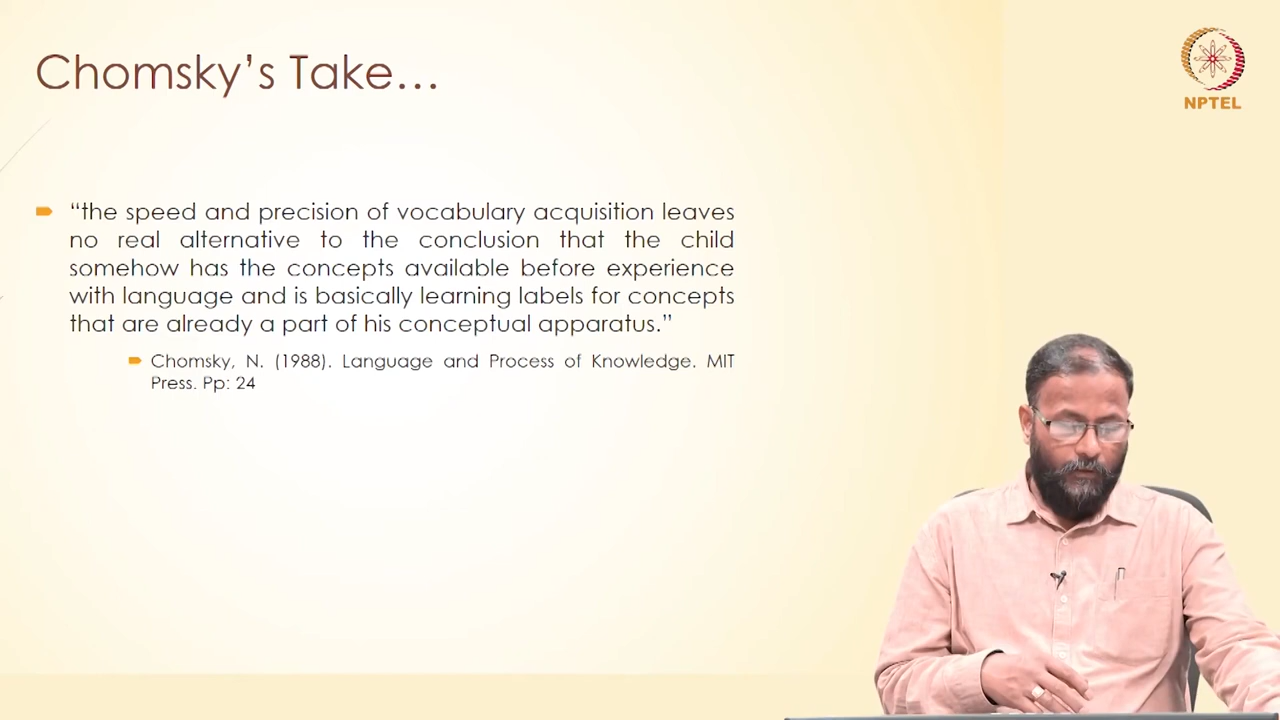 Chomsky's Take...
NPTEL
"the speed and precision of vocabulary acquisition leaves
no real alternative to the conclusion that the child
somehow has the concepts available before experience
with language and is basically learning labels for concepts
that are already a part of his conceptual apparatus."
Chomsky, N. (1988). Language and Process of Knowledge. MIT
Press. Pp: 24